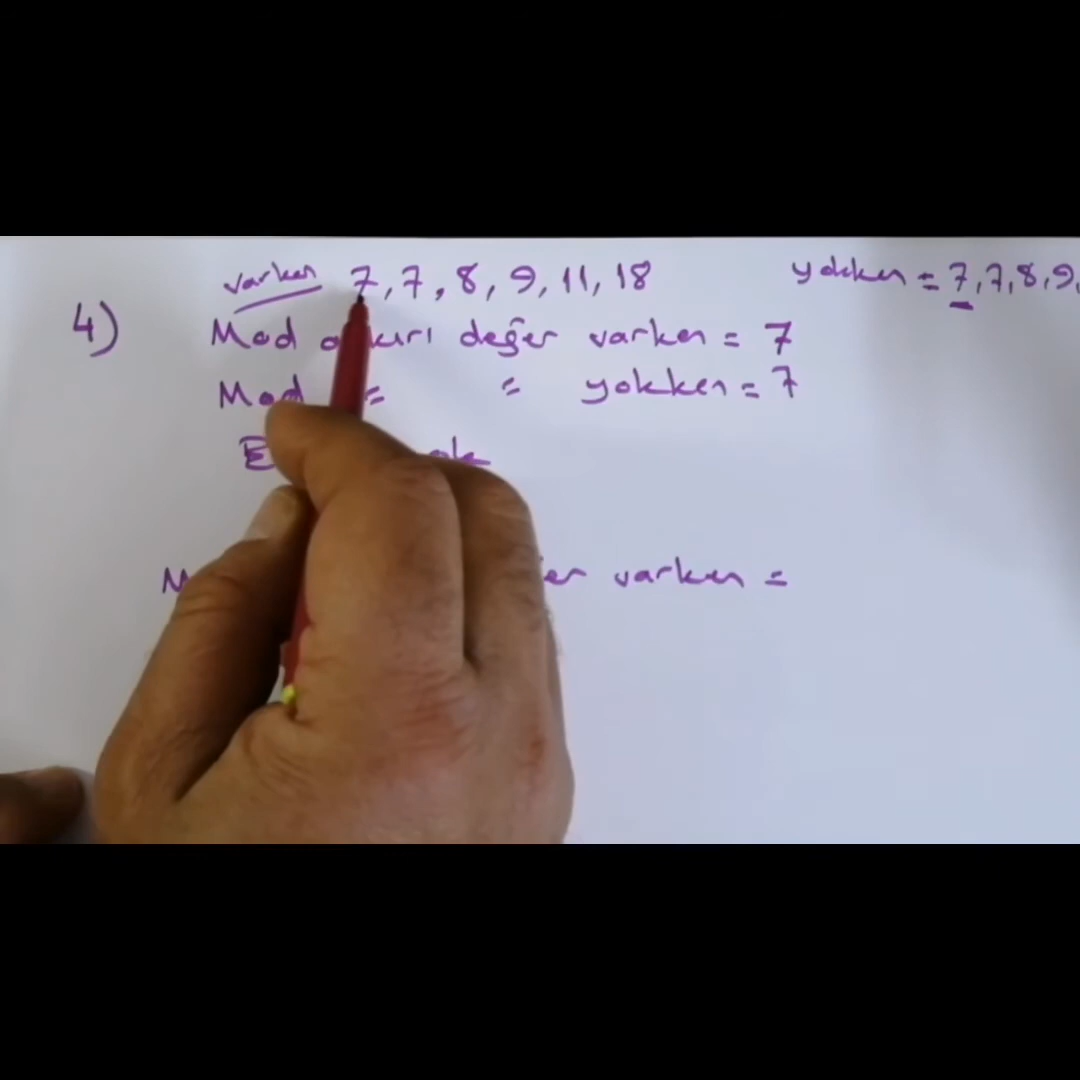 varken 7, 7, 8, 9, 11, 18
yokken = 7, 7, 8, 9,
4) Mod değer varken = 7
Mod = = yokken = 7
varken =